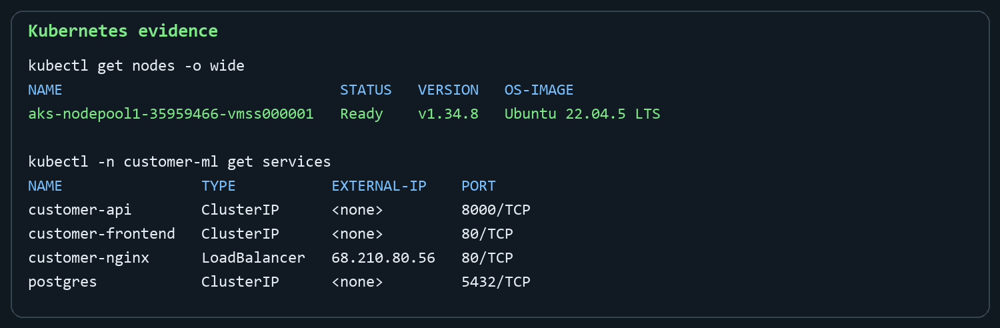 Kubernetes evidence
kubectl get nodes -o wide
NAME                                STATUS   VERSION   OS-IMAGE
aks-nodepool1-35959466-vmss000001   Ready    v1.34.8   Ubuntu 22.04.5 LTS
kubectl -n customer-ml get services
NAME                TYPE           EXTERNAL-IP    PORT
customer-api        ClusterIP      <none>         8000/TCP
customer-frontend   ClusterIP      <none>         80/TCP
customer-nginx      LoadBalancer   68.210.80.56   80/TCP
postgres            ClusterIP      <none>         5432/TCP